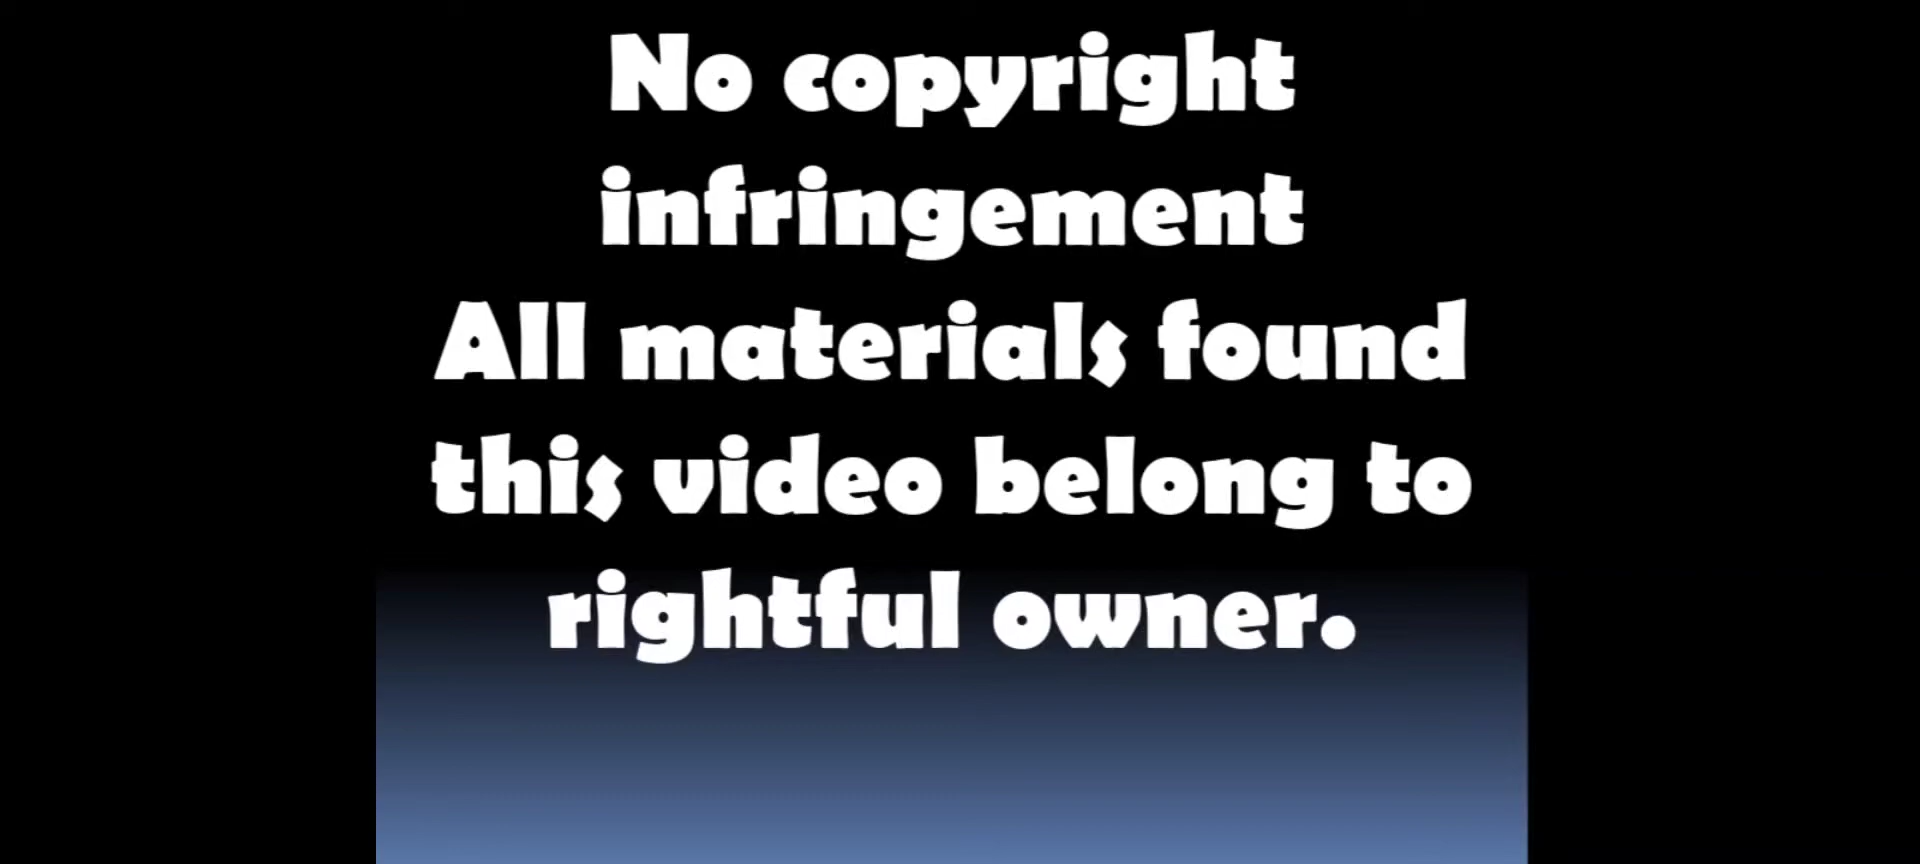 No copyright
infringement
All materials found
this video belong to
rightful owner.